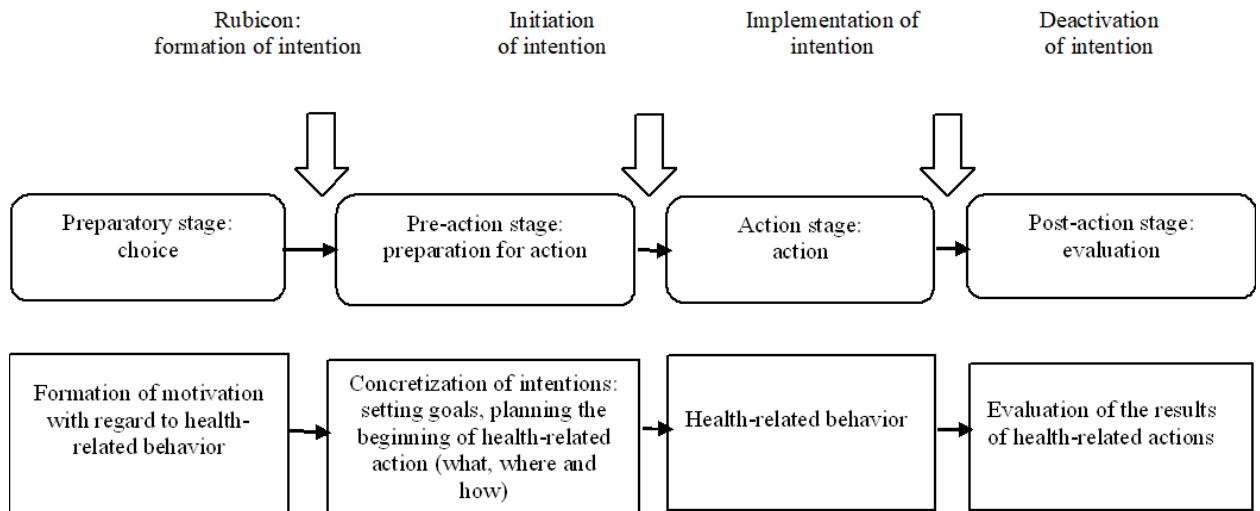 Rubicon:
formation of intention
Initiation
of intention
Implementation of
intention
Deactivation
of intention
Preparatory stage:
choice
Pre-action stage:
preparation for action
Action stage:
action
Post-action stage:
evaluation
Formation of motivation
with regard to health-
related behavior
Concretization of intentions:
setting goals, planning the
beginning of health-related
action (what, where and
how)
Health-related behavior
Evaluation of the results
of health-related actions